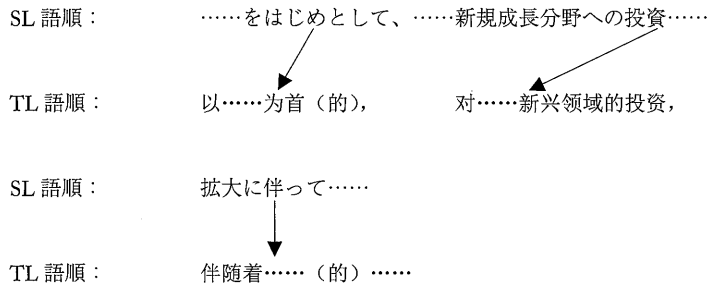 SL 語順： ……をはじめとして、……新規成長分野への投資……
TL 語順： 以……为首（的）， 对……新兴领域的投资，
SL 語順： 拡大に伴って……
TL 語順： 伴随着……（的）……